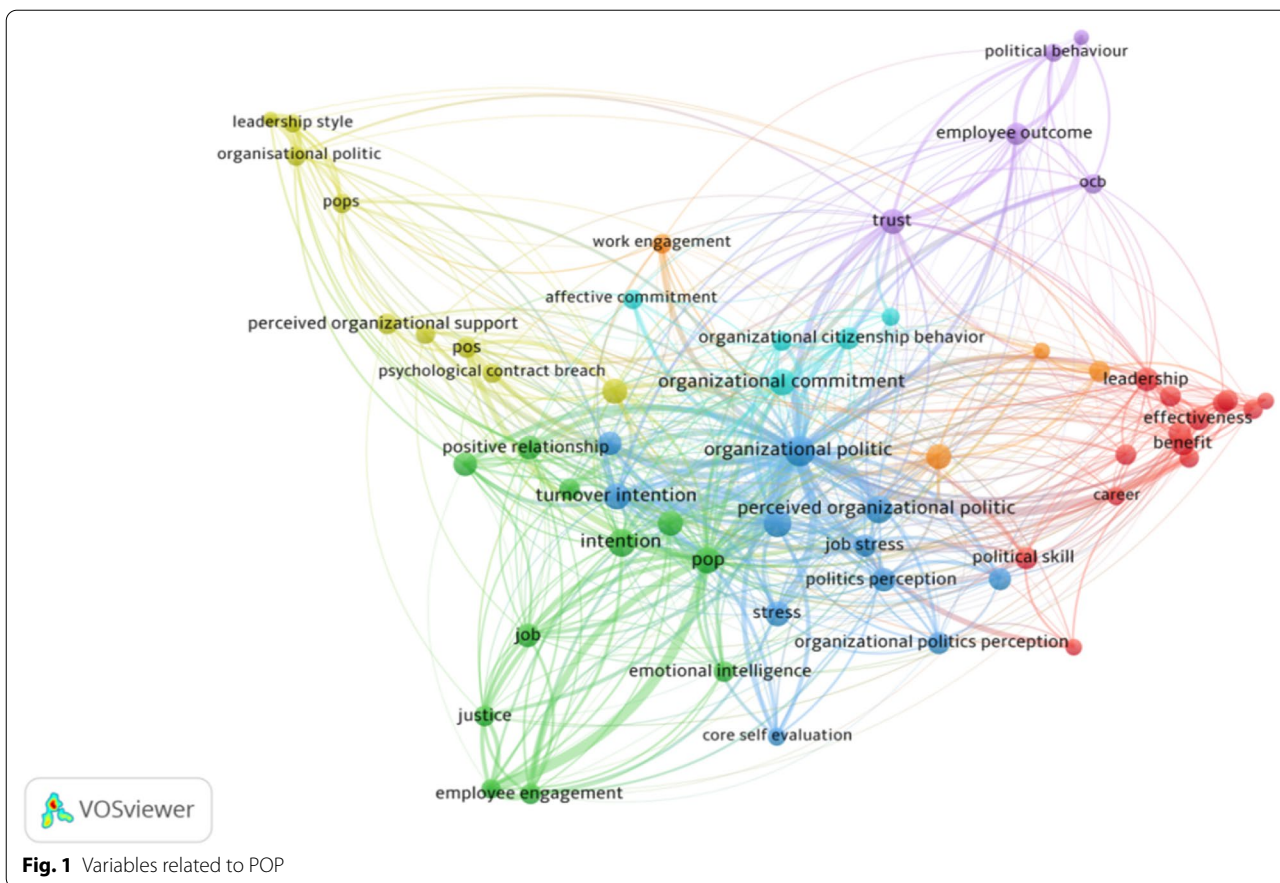 political behaviour
leadership style
employee outcome
organisational politic
ocb
pops
trust
work engagement
affective commitment
perceived organizational support
organizational citizenship behavior
pos
psychological contract breach
organizational commitment
leadership
effectiveness
benefit
positive relationship
organizational politic
turnover intention
career
perceived organizational politic
intention
job stress
pop
political skill
politics perception
stress
job
organizational politics perception
emotional intelligence
justice
core self evaluation
employee engagement
VOSviewer
Fig. 1 Variables related to POP